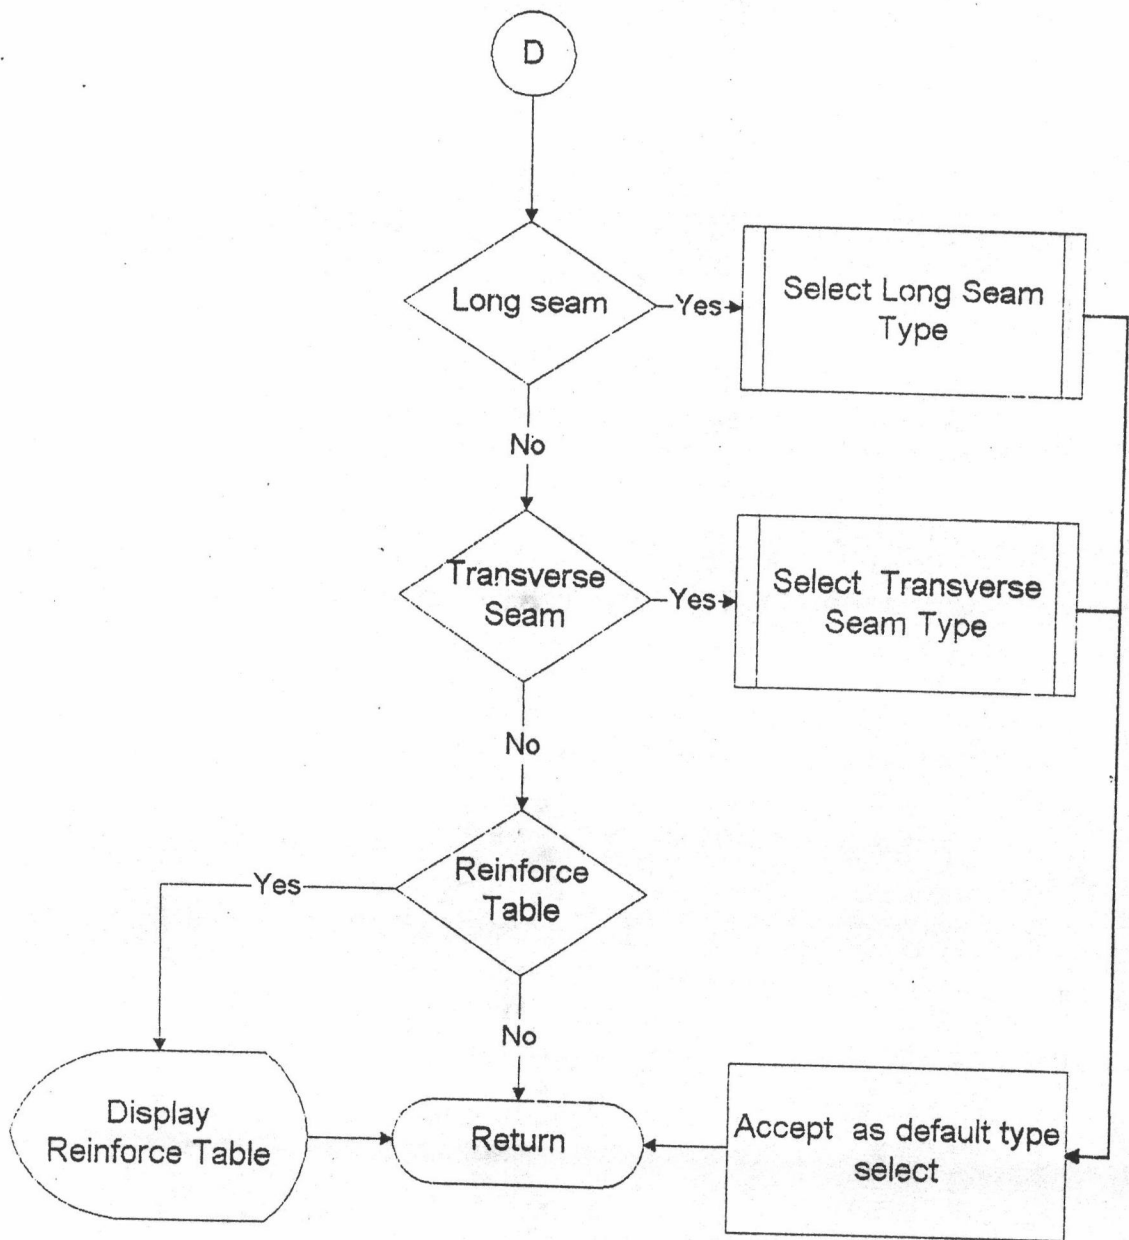 D
Long seam
Yes
Select Long Seam
Type
No
Transverse
Seam
Yes
Select Transverse
Seam Type
No
Reinforce
Table
Yes
No
Display
Reinforce Table
Return
Accept as default type
select